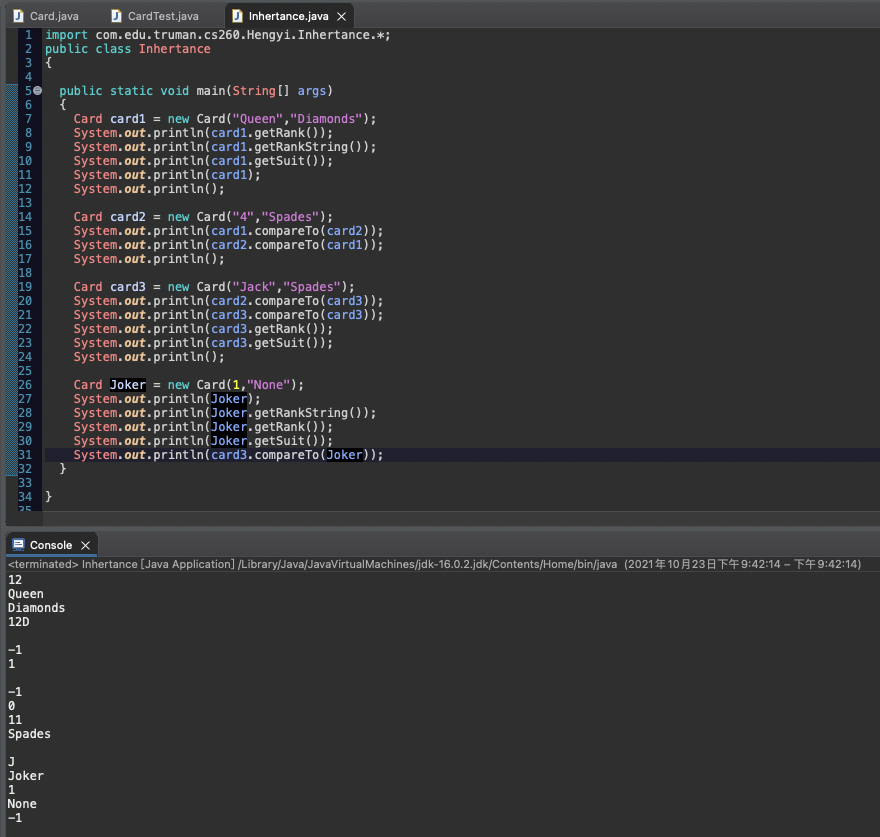 Card.java CardTest.java Inhertance.java
1 import com.edu.truman.cs260.Hengyi.Inhertance.*;
2 public class Inhertance
3 {
4
5 public static void main(String[] args)
6 {
7 Card card1 = new Card("Queen","Diamonds");
8 System.out.println(card1.getRank());
9 System.out.println(card1.getRankString());
10 System.out.println(card1.getSuit());
11 System.out.println(card1);
12 System.out.println();
13
14 Card card2 = new Card("4","Spades");
15 System.out.println(card1.compareTo(card2));
16 System.out.println(card2.compareTo(card1));
17 System.out.println();
18
19 Card card3 = new Card("Jack","Spades");
20 System.out.println(card2.compareTo(card3));
21 System.out.println(card3.compareTo(card3));
22 System.out.println(card3.getRank());
23 System.out.println(card3.getSuit());
24 System.out.println();
25
26 Card Joker = new Card(1,"None");
27 System.out.println(Joker);
28 System.out.println(Joker.getRankString());
29 System.out.println(Joker.getRank());
30 System.out.println(Joker.getSuit());
31 System.out.println(card3.compareTo(Joker));
32 }
33
34 }
35
Console
<terminated> Inhertance [Java Application] /Library/Java/JavaVirtualMachines/jdk-16.0.2.jdk/Contents/Home/bin/java (2021年10月23日下午9:42:14 – 下午9:42:14)
12
Queen
Diamonds
12D
-1
1
-1
0
11
Spades
J
Joker
1
None
-1